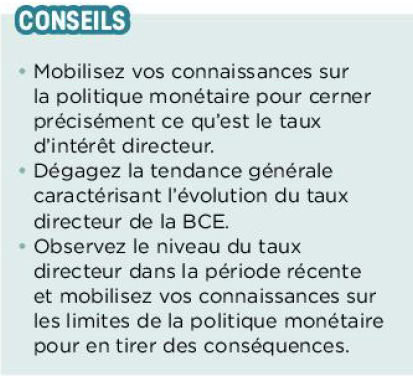 CONSEILS
• Mobilisez vos connaissances sur
la politique monétaire pour cerner
précisément ce qu'est le taux
d'intérêt directeur.
• Dégagez la tendance générale
caractérisant l'évolution du taux
directeur de la BCE.
• Observez le niveau du taux
directeur dans la période récente
et mobilisez vos connaissances sur
les limites de la politique monétaire
pour en tirer des conséquences.